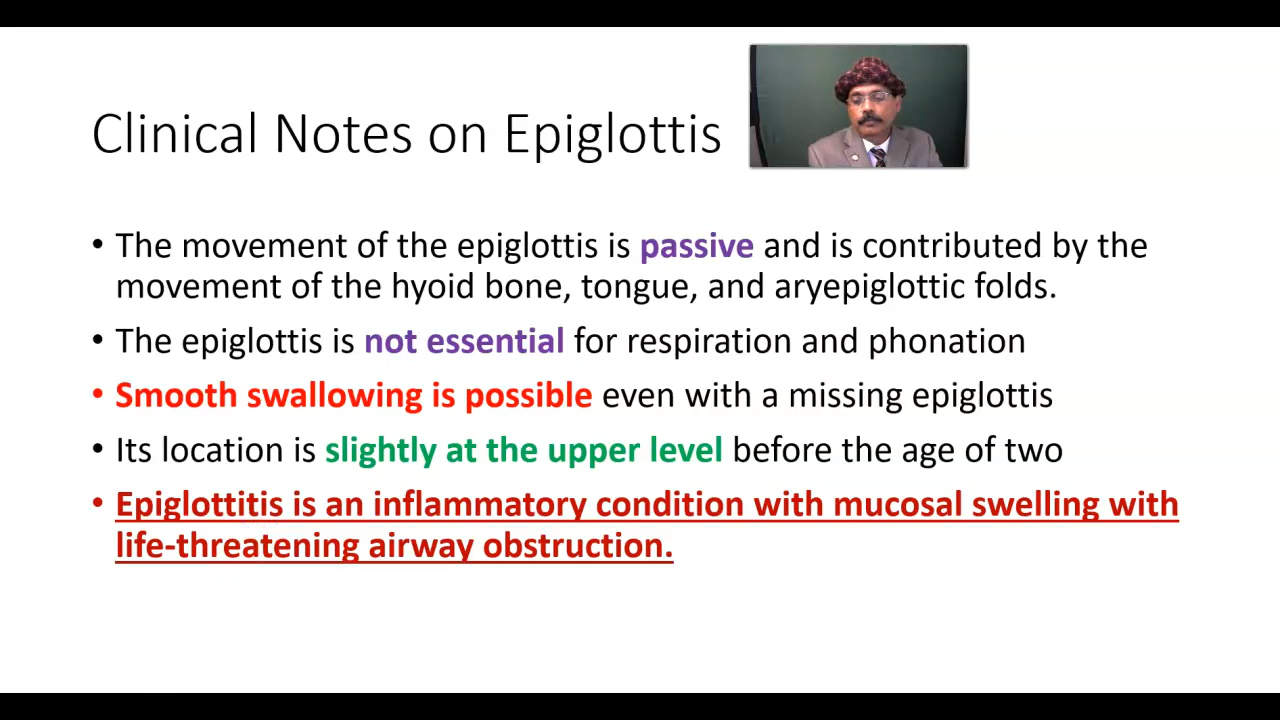 Clinical Notes on Epiglottis
• The movement of the epiglottis is passive and is contributed by the
movement of the hyoid bone, tongue, and aryepiglottic folds.
• The epiglottis is not essential for respiration and phonation
• Smooth swallowing is possible even with a missing epiglottis
• Its location is slightly at the upper level before the age of two
• Epiglottitis is an inflammatory condition with mucosal swelling with
life-threatening airway obstruction.